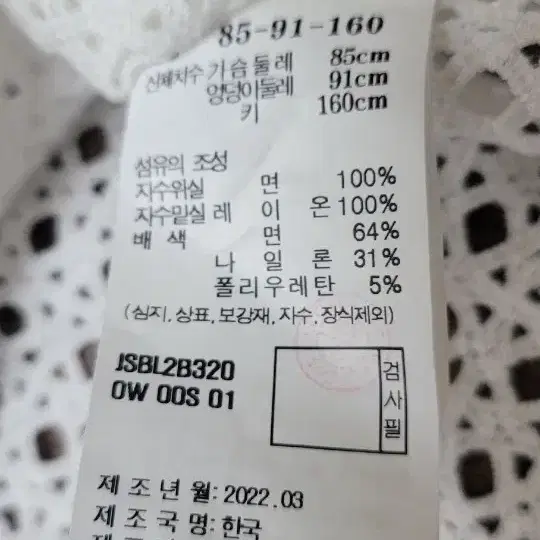 85-91-160
신체치수 가슴둘레 85cm
엉덩이둘레 91cm
키 160cm
섬유의 조성
자수위실 면 100%
자수밑실 레 이 온 100%
배 색 면 64%
나 일 론 31%
폴리우레탄 5%
(심지, 상표, 보강재, 자수, 장식제외)
JSBL2B320
OW 00S 01
검사필
제 조 년 월: 2022.03
제 조 국 명: 한국